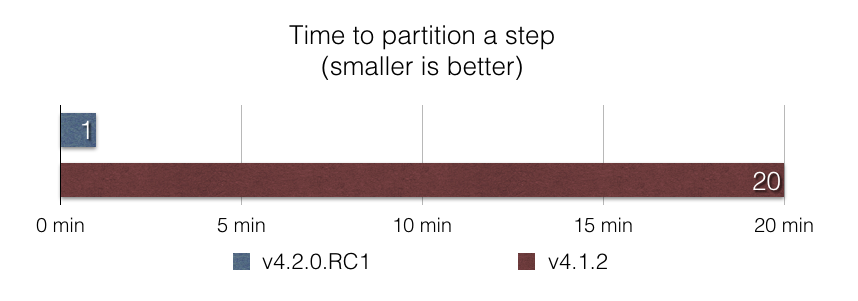 Time to partition a step
(smaller is better)
1
20
0 min
5 min
10 min
15 min
20 min
v4.2.0.RC1
v4.1.2